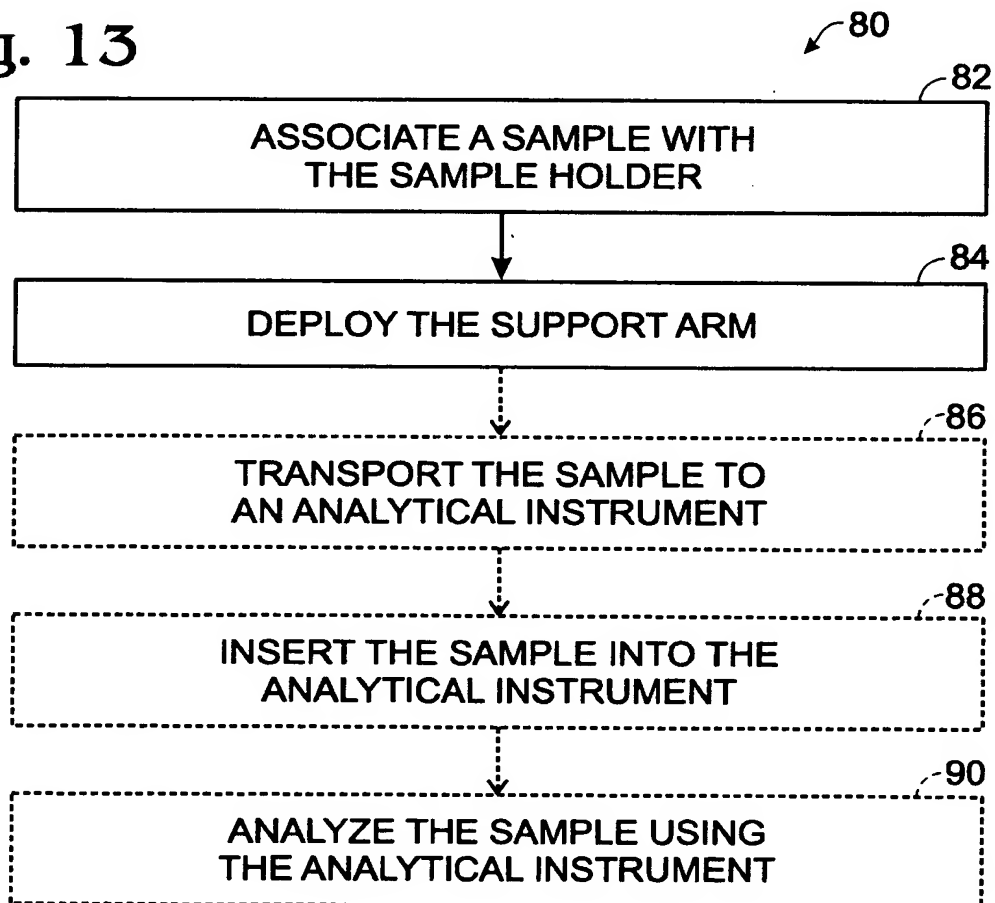 g. 13
80
82
ASSOCIATE A SAMPLE WITH
THE SAMPLE HOLDER
84
DEPLOY THE SUPPORT ARM
86
TRANSPORT THE SAMPLE TO
AN ANALYTICAL INSTRUMENT
88
INSERT THE SAMPLE INTO THE
ANALYTICAL INSTRUMENT
90
ANALYZE THE SAMPLE USING
THE ANALYTICAL INSTRUMENT